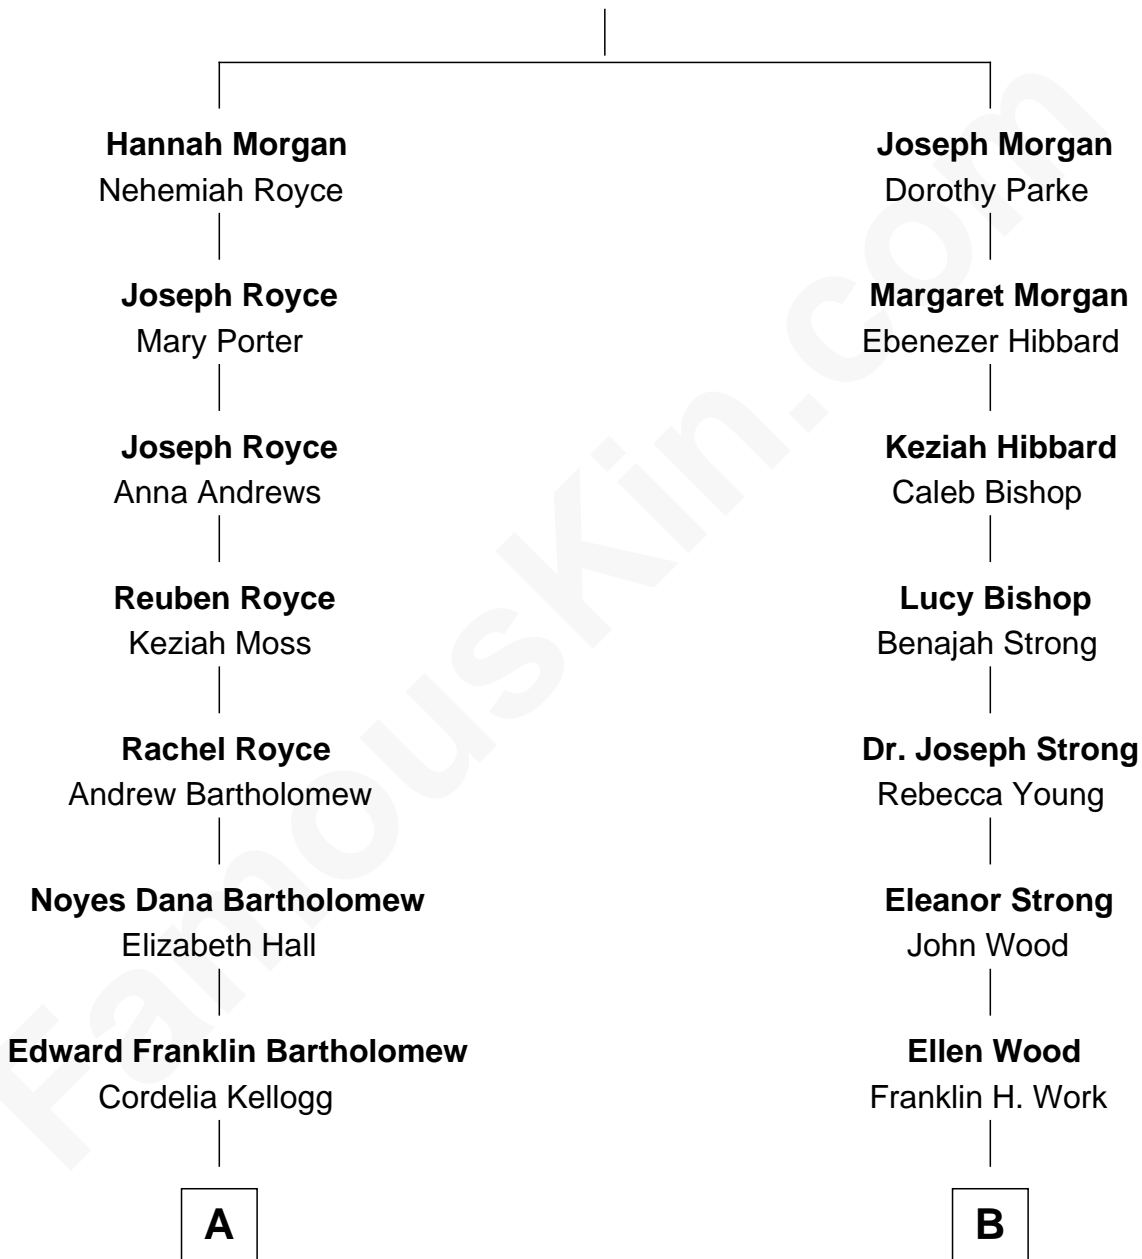 Hannah Morgan
Nehemiah Royce
Joseph Royce
Mary Porter
Joseph Royce
Anna Andrews
Reuben Royce
Keziah Moss
Rachel Royce
Andrew Bartholomew
Noyes Dana Bartholomew
Elizabeth Hall
Edward Franklin Bartholomew
Cordelia Kellogg
A
Joseph Morgan
Dorothy Parke
Margaret Morgan
Ebenezer Hibbard
Keziah Hibbard
Caleb Bishop
Lucy Bishop
Benajah Strong
Dr. Joseph Strong
Rebecca Young
Eleanor Strong
John Wood
Ellen Wood
Franklin H. Work
B
FamousKin.com